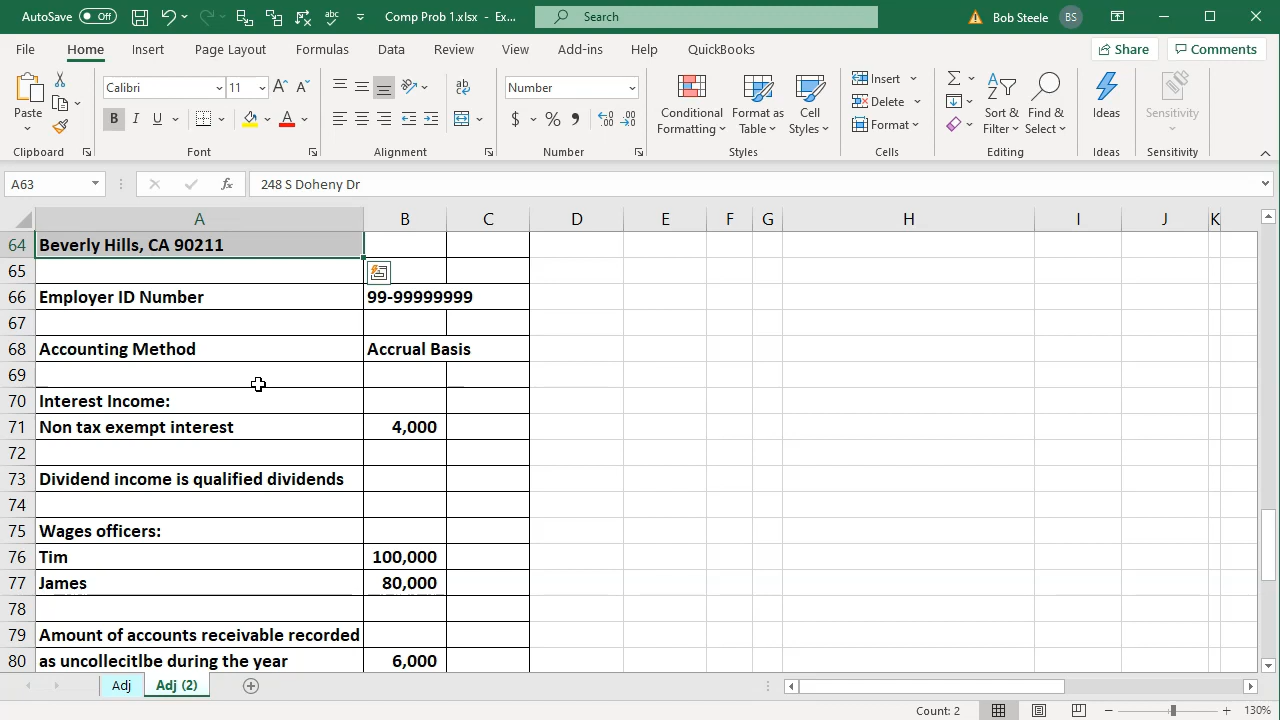 AutoSave Off abc Comp Prob 1.xlsx - Ex... Search Bob Steele BS
File Home Insert Page Layout Formulas Data Review View Add-ins Help QuickBooks Share Comments
Paste Calibri 11 A^ Av ab Number Conditional Formatting Format as Table Cell Styles Insert Delete Format Sort & Filter Find & Select Ideas Sensitivity
B I U A $ % , .00
Clipboard Font Alignment Number Styles Cells Editing Ideas Sensitivity
A63 fx 248 S Doheny Dr
A B C D E F G H I J K
64 Beverly Hills, CA 90211
65
66 Employer ID Number 99-99999999
67
68 Accounting Method Accrual Basis
69
70 Interest Income:
71 Non tax exempt interest 4,000
72
73 Dividend income is qualified dividends
74
75 Wages officers:
76 Tim 100,000
77 James 80,000
78
79 Amount of accounts receivable recorded
80 as uncollecitlbe during the year 6,000
Adj Adj (2)
Count: 2 130%